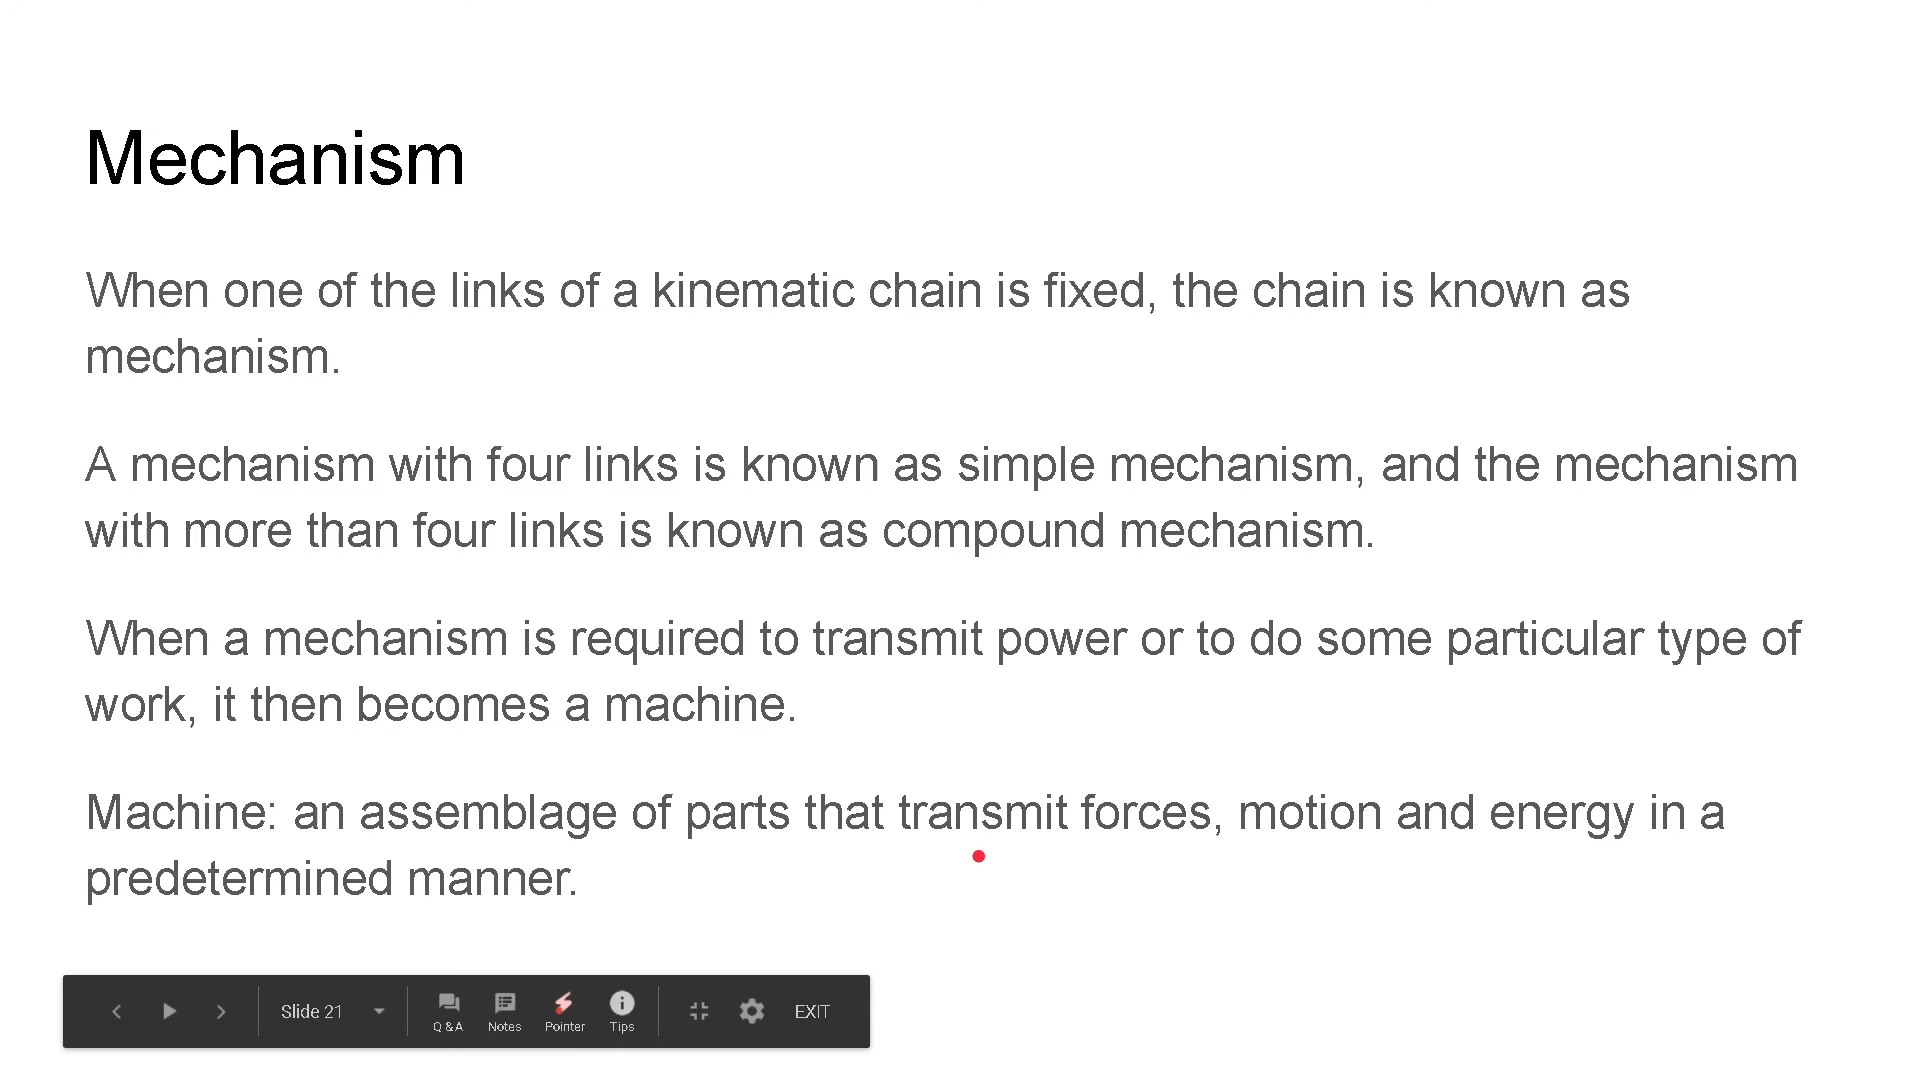 Mechanism
When one of the links of a kinematic chain is fixed, the chain is known as
mechanism.
A mechanism with four links is known as simple mechanism, and the mechanism
with more than four links is known as compound mechanism.
When a mechanism is required to transmit power or to do some particular type of
work, it then becomes a machine.
Machine: an assemblage of parts that transmit forces, motion and energy in a
predetermined manner.
Slide 21
Q & A
Notes
Pointer
Tips
EXIT